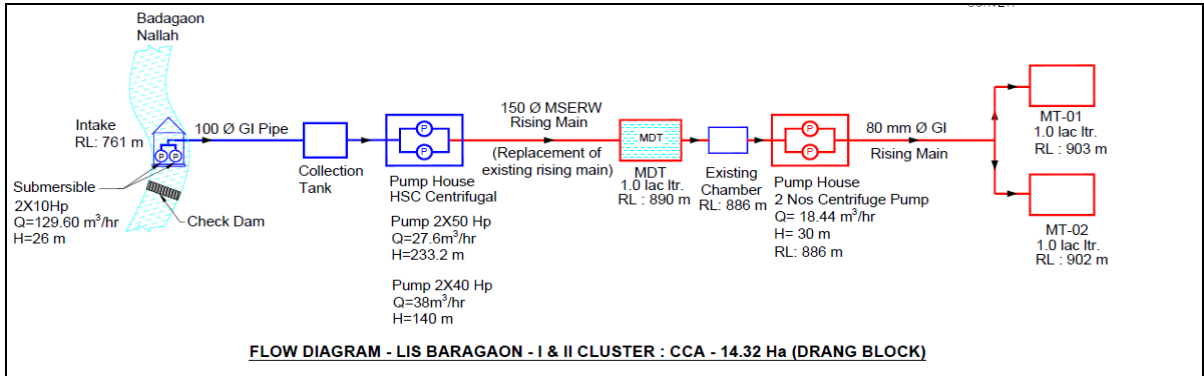 Badagaon
Nallah
Intake
RL: 761 m
P P
Submersible
2X10Hp
Q=129.60 m³/hr
H=26 m
Check Dam
100 Ø GI Pipe
Collection
Tank
P
P
Pump House
HSC Centrifugal
Pump 2X50 Hp
Q=27.6m³/hr
H=233.2 m
Pump 2X40 Hp
Q=38m³/hr
H=140 m
150 Ø MSERW
Rising Main
(Replacement of
existing rising main)
MDT
MDT
1.0 lac ltr.
RL : 890 m
Existing
Chamber
RL: 886 m
P
P
Pump House
2 Nos Centrifuge Pump
Q= 18.44 m³/hr
H= 30 m
RL: 886 m
80 mm Ø GI
Rising Main
MT-01
1.0 lac ltr.
RL : 903 m
MT-02
1.0 lac ltr.
RL : 902 m
FLOW DIAGRAM - LIS BARAGAON - I & II CLUSTER : CCA - 14.32 Ha (DRANG BLOCK)